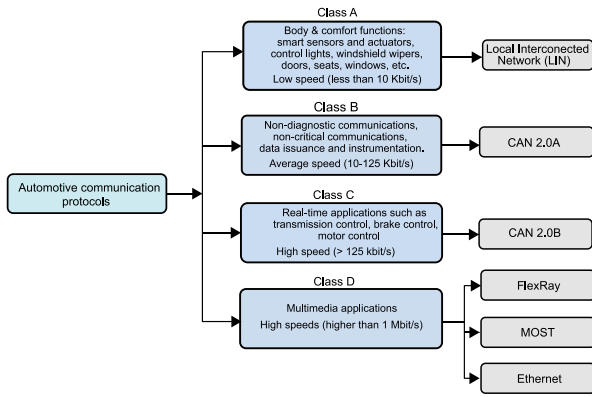 Class A
Body & comfort functions:
smart sensors and actuators,
control lights, windshield wipers,
doors, seats, windows, etc.
Low speed (less than 10 Kbit/s)
Local Interconnected
Network (LIN)
Class B
Non-diagnostic communications,
non-critical communications,
data issuance and instrumentation.
Average speed (10-125 Kbit/s)
CAN 2.0A
Automotive communication
protocols
Class C
Real-time applications such as
transmission control, brake control,
motor control
High speed (> 125 kbit/s)
CAN 2.0B
Class D
Multimedia applications
High speeds (higher than 1 Mbit/s)
FlexRay
MOST
Ethernet